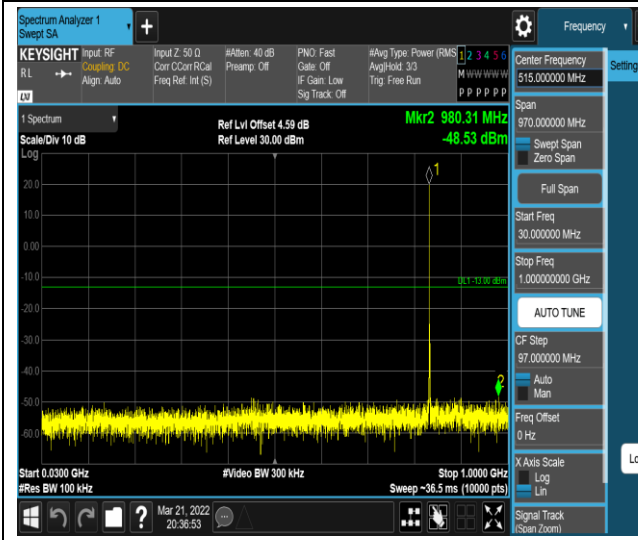 Spectrum Analyzer 1
Swept SA
Frequency
KEYSIGHT
RL
LXI
Input: RF
Coupling: DC
Align: Auto
Input Z: 50 Ω
Corr CCorr RCal
Freq Ref: Int (S)
#Atten: 40 dB
Preamp: Off
PNO: Fast
Gate: Off
IF Gain: Low
Sig Track: Off
#Avg Type: Power (RMS
Avg|Hold: 3/3
Trig: Free Run
1 2 3 4 5 6
M W W W W W
P P P P P P
1 Spectrum
Scale/Div 10 dB
Ref Lvl Offset 4.59 dB
Ref Level 30.00 dBm
Mkr2 980.31 MHz
-48.53 dBm
Log
20.0
10.0
0.00
-10.0
-20.0
-30.0
-40.0
-50.0
-60.0
1
DL1 -13.00 dBm
2
Start 0.0300 GHz
#Res BW 100 kHz
#Video BW 300 kHz
Stop 1.0000 GHz
Sweep ~36.5 ms (10000 pts)
Mar 21, 2022
20:36:53
Center Frequency
515.000000 MHz
Span
970.000000 MHz
Swept Span
Zero Span
Full Span
Start Freq
30.000000 MHz
Stop Freq
1.000000000 GHz
AUTO TUNE
CF Step
97.000000 MHz
Auto
Man
Freq Offset
0 Hz
X Axis Scale
Log
Lin
Signal Track
(Span Zoom)
Setting
Lo